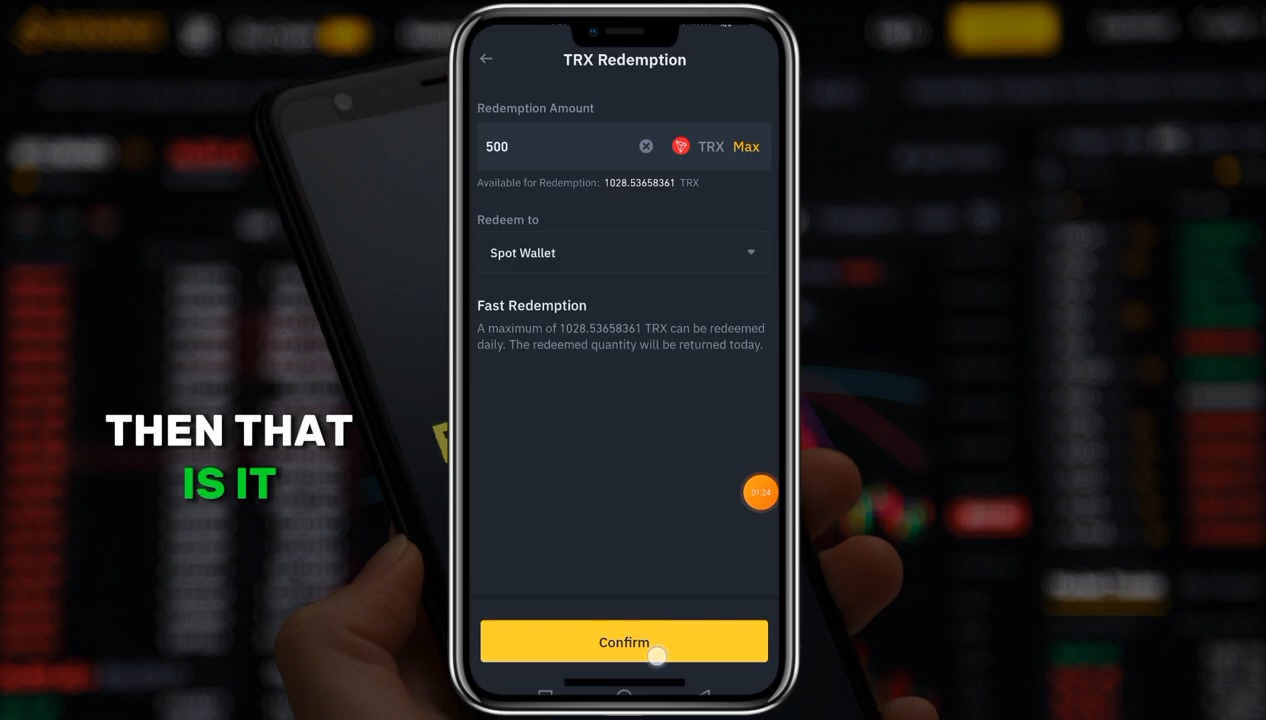 TRX Redemption
Redemption Amount
500
TRX Max
Available for Redemption: 1028.53658361 TRX
Redeem to
Spot Wallet
Fast Redemption
A maximum of 1028.53658361 TRX can be redeemed
daily. The redeemed quantity will be returned today.
THEN THAT
IS IT
01:24
Confirm